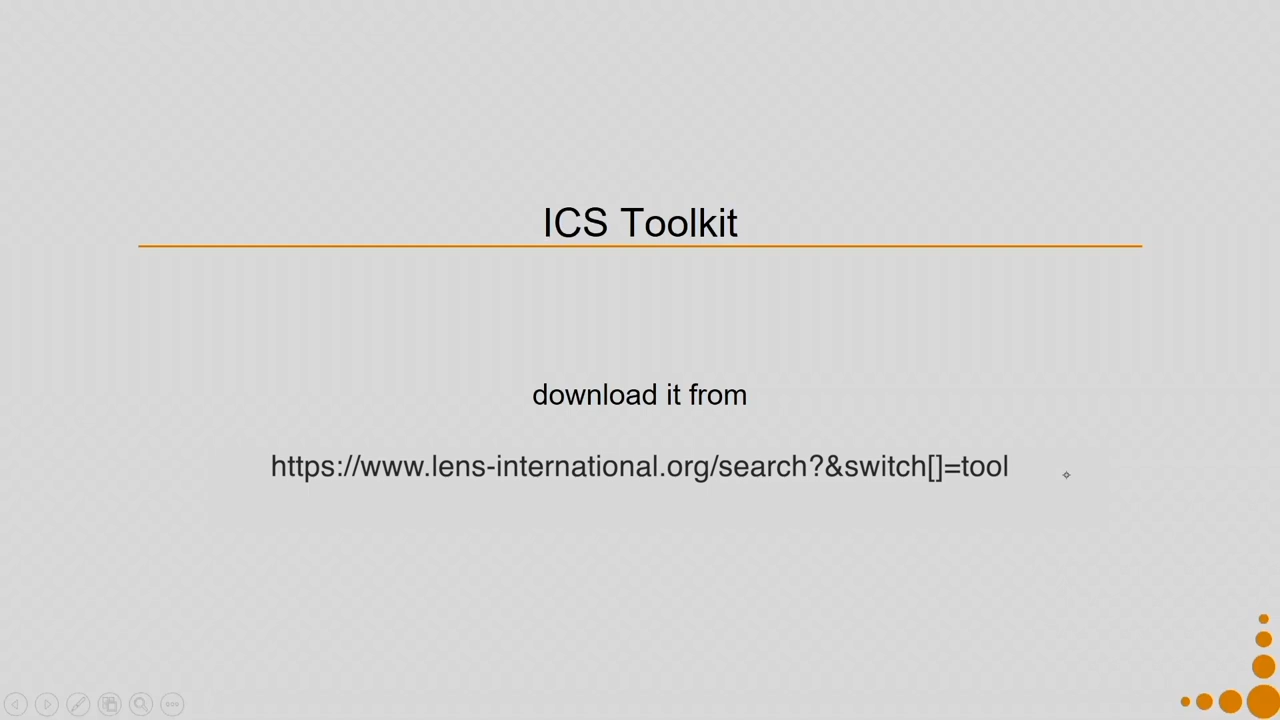 ICS Toolkit
download it from
https://www.lens-international.org/search?&switch[]=tool